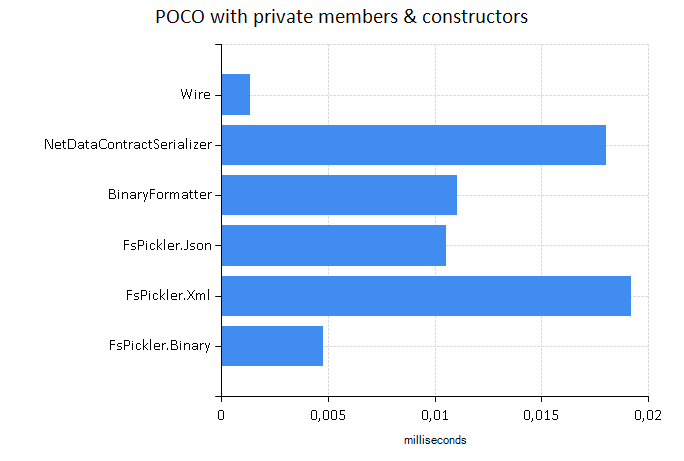 POCO with private members & constructors
Wire
NetDataContractSerializer
BinaryFormatter
FsPickler.Json
FsPickler.Xml
FsPickler.Binary
0 0,005 0,01 0,015 0,02
milliseconds